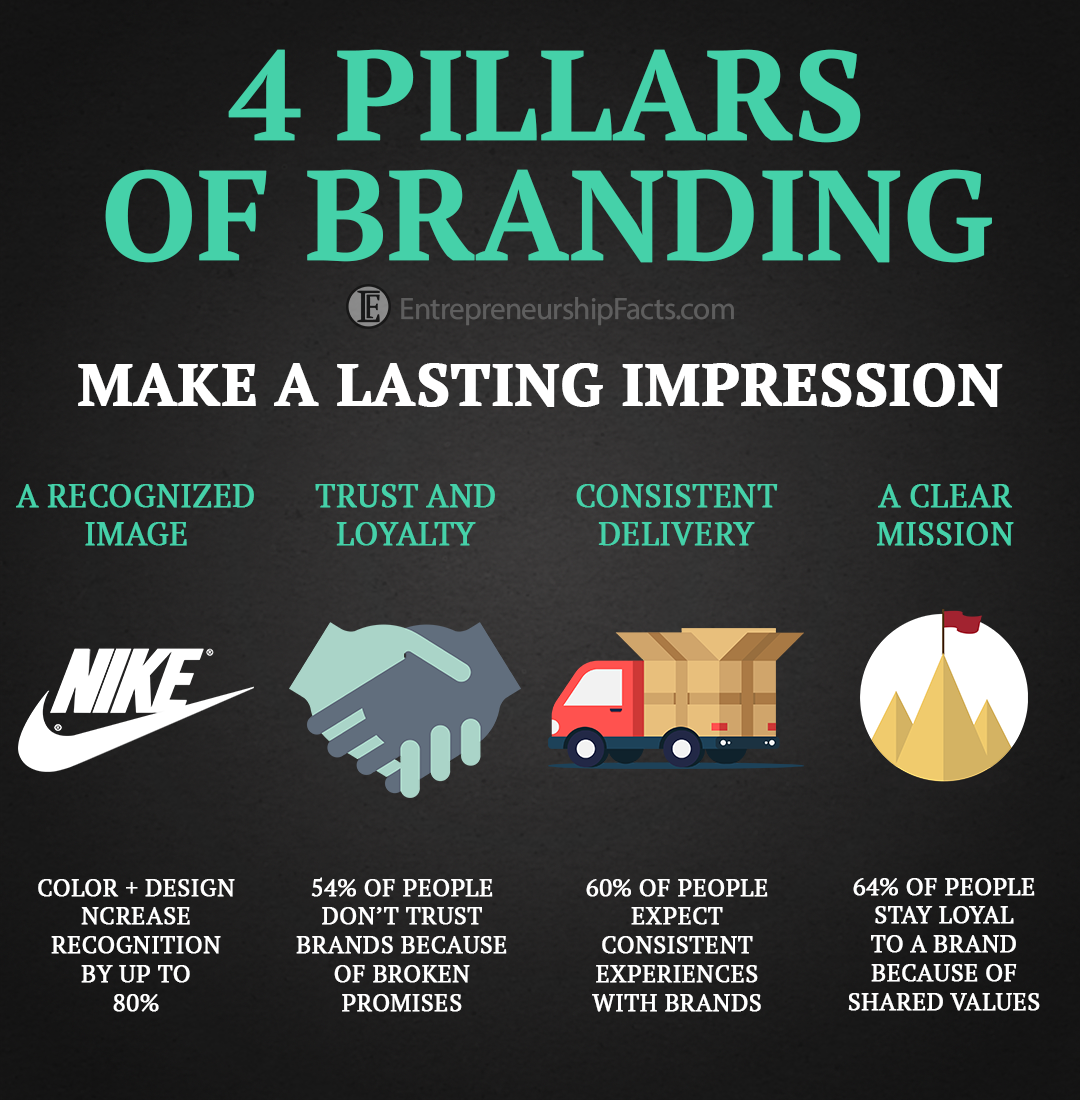 4 PILLARS
OF BRANDING
EntrepreneurshipFacts.com
MAKE A LASTING IMPRESSION
A RECOGNIZED
IMAGE
NIKE
COLOR + DESIGN
NCREASE
RECOGNITION
BY UP TO
80%
TRUST AND
LOYALTY
54% OF PEOPLE
DON'T TRUST
BRANDS BECAUSE
OF BROKEN
PROMISES
CONSISTENT
DELIVERY
60% OF PEOPLE
EXPECT
CONSISTENT
EXPERIENCES
WITH BRANDS
A CLEAR
MISSION
64% OF PEOPLE
STAY LOYAL
TO A BRAND
BECAUSE OF
SHARED VALUES